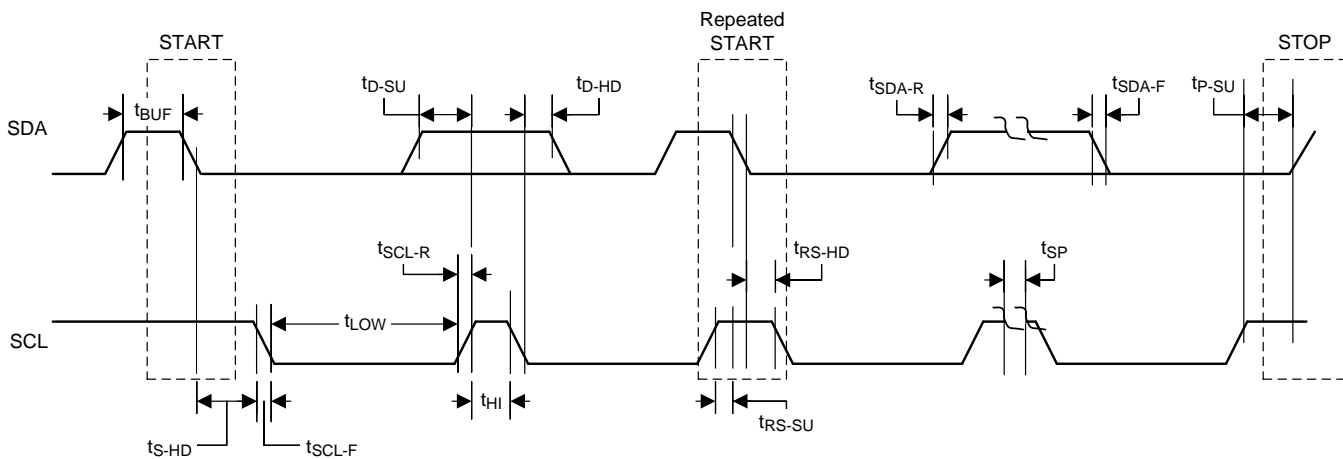 Repeated
START
START
STOP
tBUF
tD-SU
tD-HD
tSDA-R
tSDA-F
tP-SU
SDA
tSCL-R
tRS-HD
tSP
tLOW
SCL
tHI
tRS-SU
tS-HD
tSCL-F